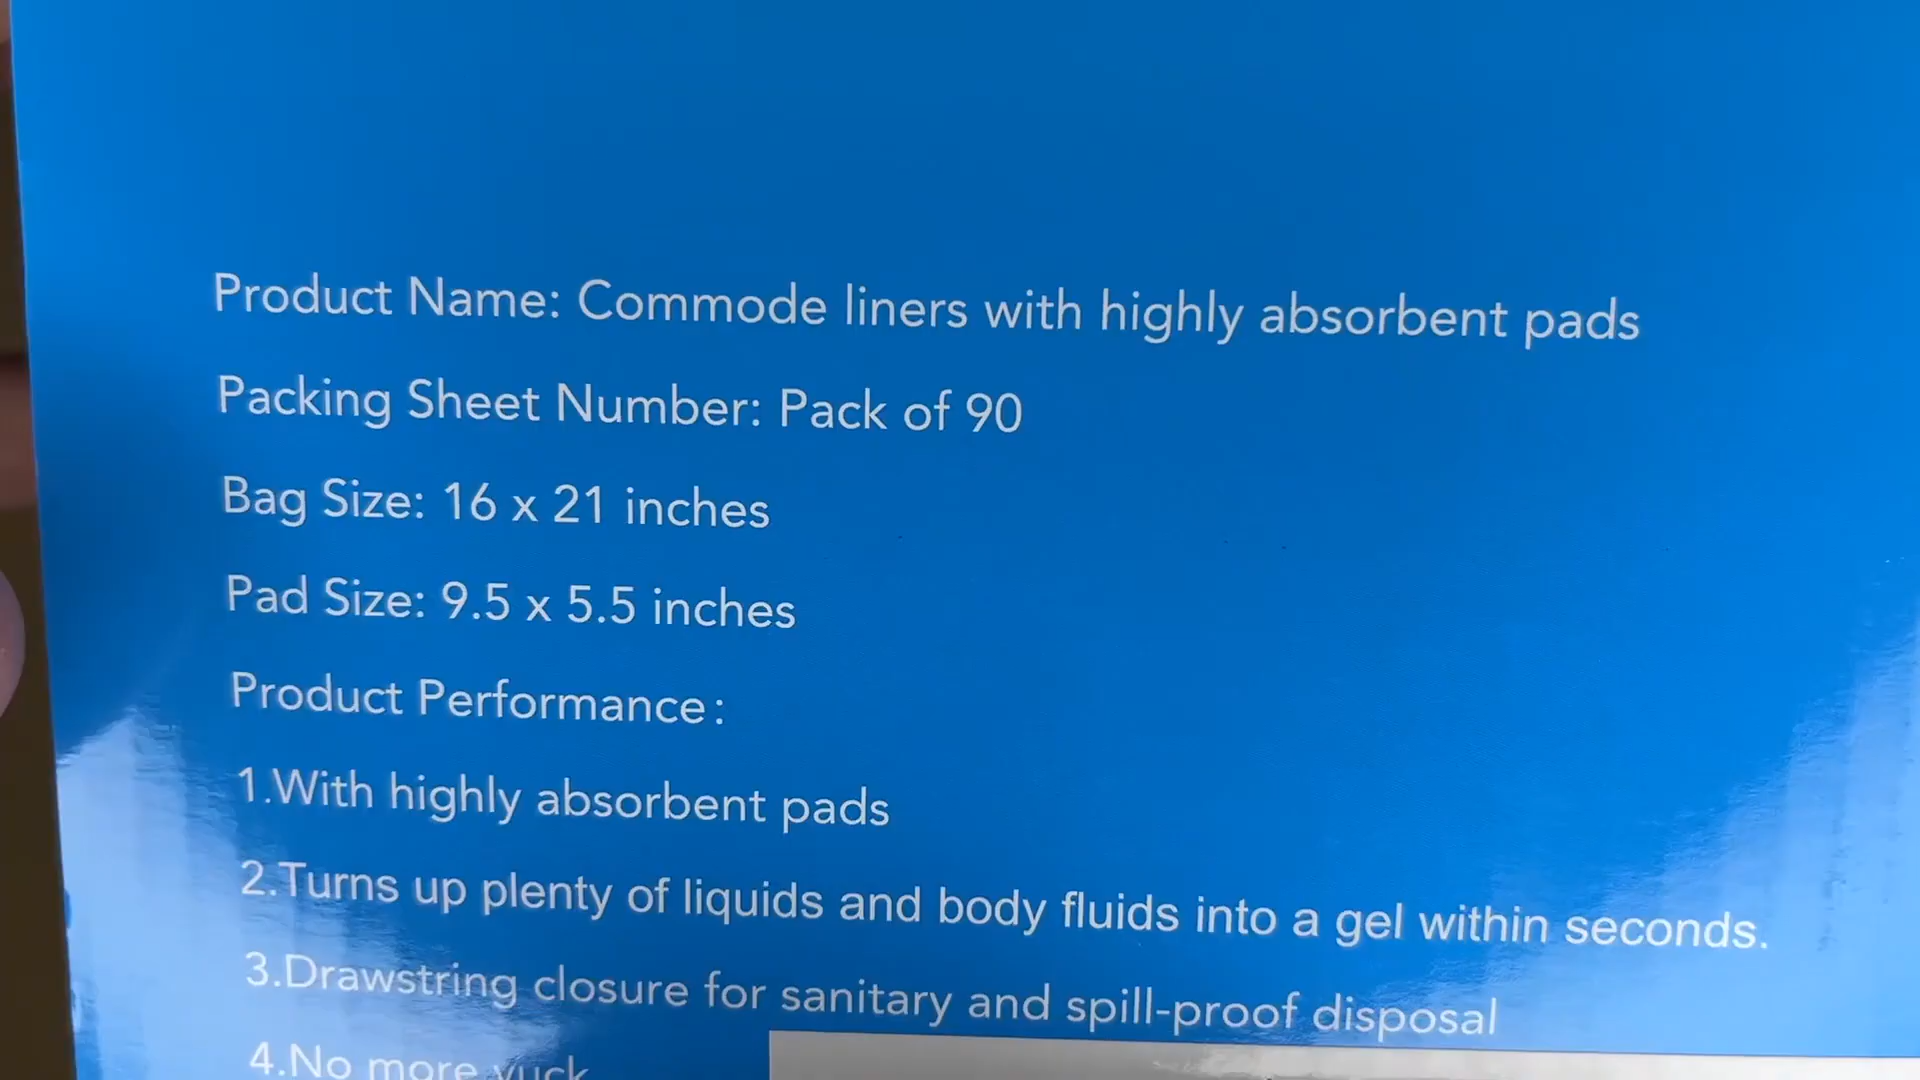 Product Name: Commode liners with highly absorbent pads
Packing Sheet Number: Pack of 90
Bag Size: 16 x 21 inches
Pad Size: 9.5 x 5.5 inches
Product Performance:
1.With highly absorbent pads
2.Turns up plenty of liquids and body fluids into a gel within seconds.
3.Drawstring closure for sanitary and spill-proof disposal
4.No more yuck